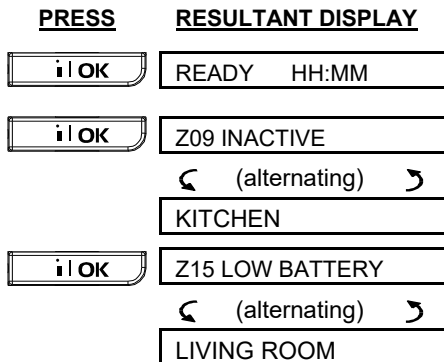 PRESS RESULTANT DISPLAY
i OK READY HH:MM
i OK Z09 INACTIVE
(alternating)
KITCHEN
i OK Z15 LOW BATTERY
(alternating)
LIVING ROOM